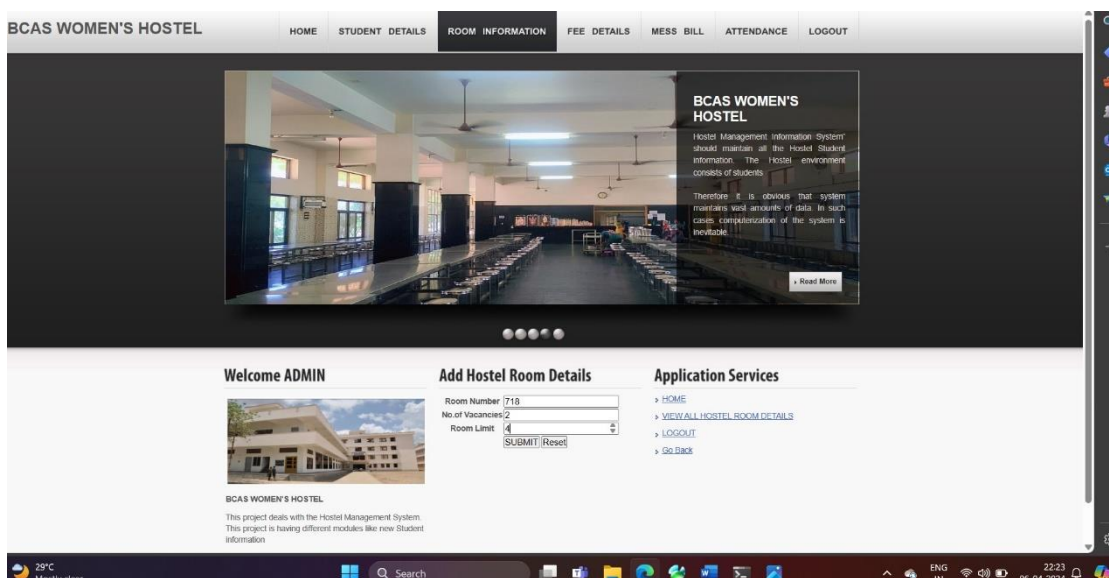 BCAS WOMEN'S HOSTEL
HOME STUDENT DETAILS ROOM INFORMATION FEE DETAILS MESS BILL ATTENDANCE LOGOUT
BCAS WOMEN'S
HOSTEL
Hostel Management Information System'
should maintain all the Hostel Student
information. The Hostel environment
consists of students
Therefore it is obvious that system
maintains vast amounts of data. In such
cases computerization of the system is
inevitable.
› Read More
Welcome ADMIN
BCAS WOMEN'S HOSTEL
This project deals with the Hostel Management System.
This project is having different modules like new Student
information
Add Hostel Room Details
Room Number 718
No.of Vacancies 2
Room Limit 4
SUBMIT Reset
Application Services
› HOME
› VIEW ALL HOSTEL ROOM DETAILS
› LOGOUT
› Go Back
29°C
Search
ENG
IN
22:23
05-04-2024